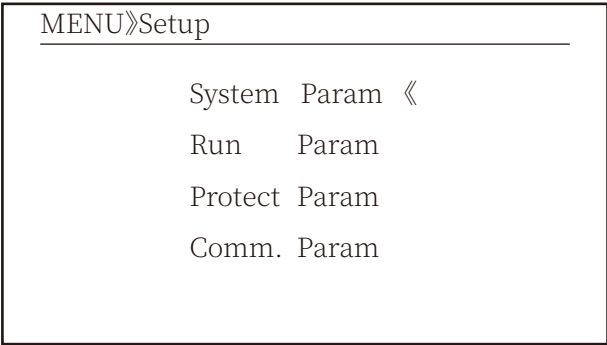 MENU》Setup
System Param 《
Run Param
Protect Param
Comm. Param